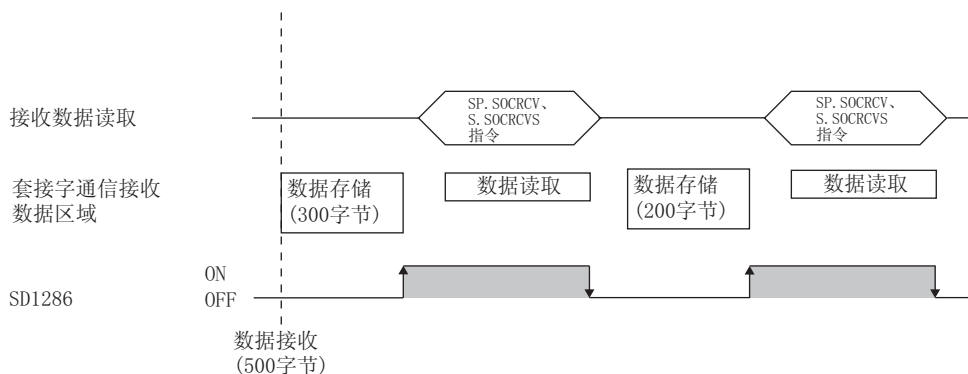 接收数据读取
SP.SOCRCV、
S.SOCRCVS
指令
SP.SOCRCV、
S.SOCRCVS
指令
套接字通信接收
数据区域
数据存储
(300字节)
数据读取
数据存储
(200字节)
数据读取
SD1286
ON
OFF
数据接收
(500字节)